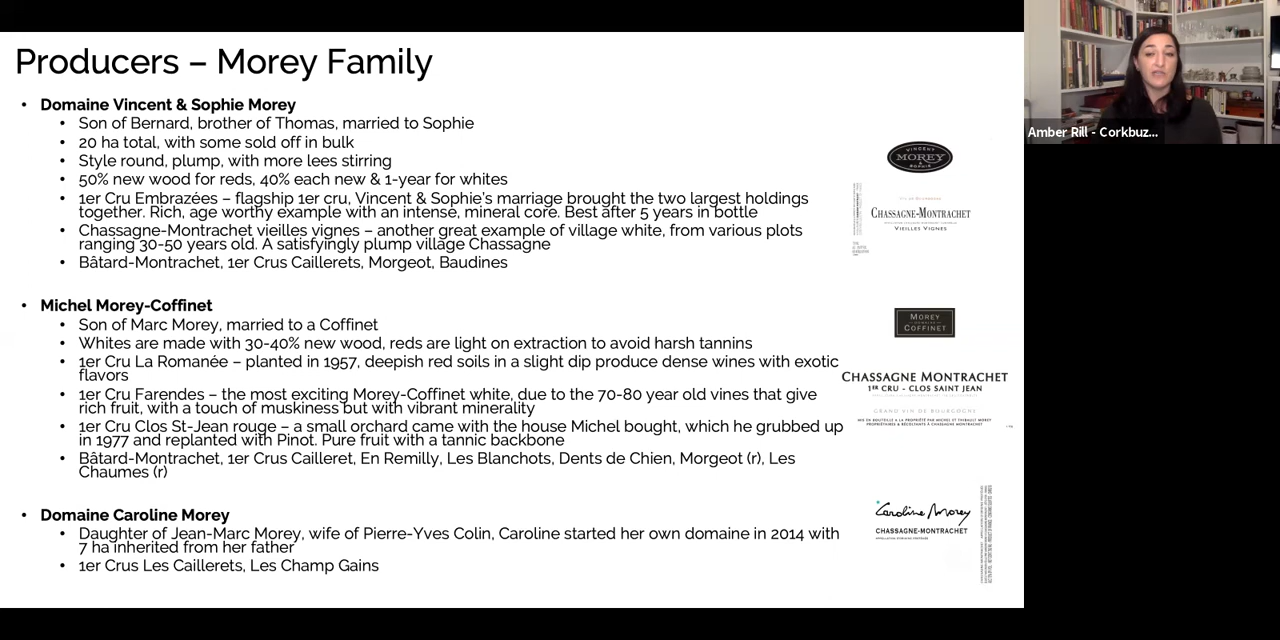 Producers – Morey Family
• Domaine Vincent & Sophie Morey
• Son of Bernard, brother of Thomas, married to Sophie
• 20 ha total, with some sold off in bulk
• Style round, plump, with more lees stirring
• 50% new wood for reds, 40% each new & 1-year for whites
• 1er Cru Embrazées – flagship 1er cru, Vincent & Sophie's marriage brought the two largest holdings
together. Rich, age worthy example with an intense, mineral core. Best after 5 years in bottle
• Chassagne-Montrachet vieilles vignes – another great example of village white, from various plots
ranging 30-50 years old. A satisfyingly plump village Chassagne
• Bâtard-Montrachet, 1er Crus Caillerets, Morgeot, Baudines
• Michel Morey-Coffinet
• Son of Marc Morey, married to a Coffinet
• Whites are made with 30-40% new wood, reds are light on extraction to avoid harsh tannins
• 1er Cru La Romanée – planted in 1957, deepish red soils in a slight dip produce dense wines with exotic
flavors
• 1er Cru Farendes – the most exciting Morey-Coffinet white, due to the 70-80 year old vines that give
rich fruit, with a touch of muskiness but with vibrant minerality
• 1er Cru Clos St-Jean (r) – a small orchard came with the house Michel bought, which he grubbed up
in 1977 and replanted with Pinot. Pure fruit with a tannic backbone
• Bâtard-Montrachet, 1er Crus Cailleret, En Remilly, Les Blanchots, Dents de Chien, Morgeot (r), Les
Chaumes (r)
• Domaine Caroline Morey
• Daughter of Jean-Marc Morey, wife of Pierre-Yves Colin, Caroline started her own domaine in 2014 with
7 ha inherited from her father
• 1er Crus Les Caillerets, Les Champ Gains
VINCENT
MOREY
& SOPHIE
CHASSAGNE-MONTRACHET
VIEILLES VIGNES
MOREY
DOMAINE
COFFINET
CHASSAGNE MONTRACHET
1ER CRU - CLOS SAINT JEAN
GRAND VIN DE BOURGOGNE
Caroline Morey
CHASSAGNE-MONTRACHET
Amber Rill - Corkbuz...